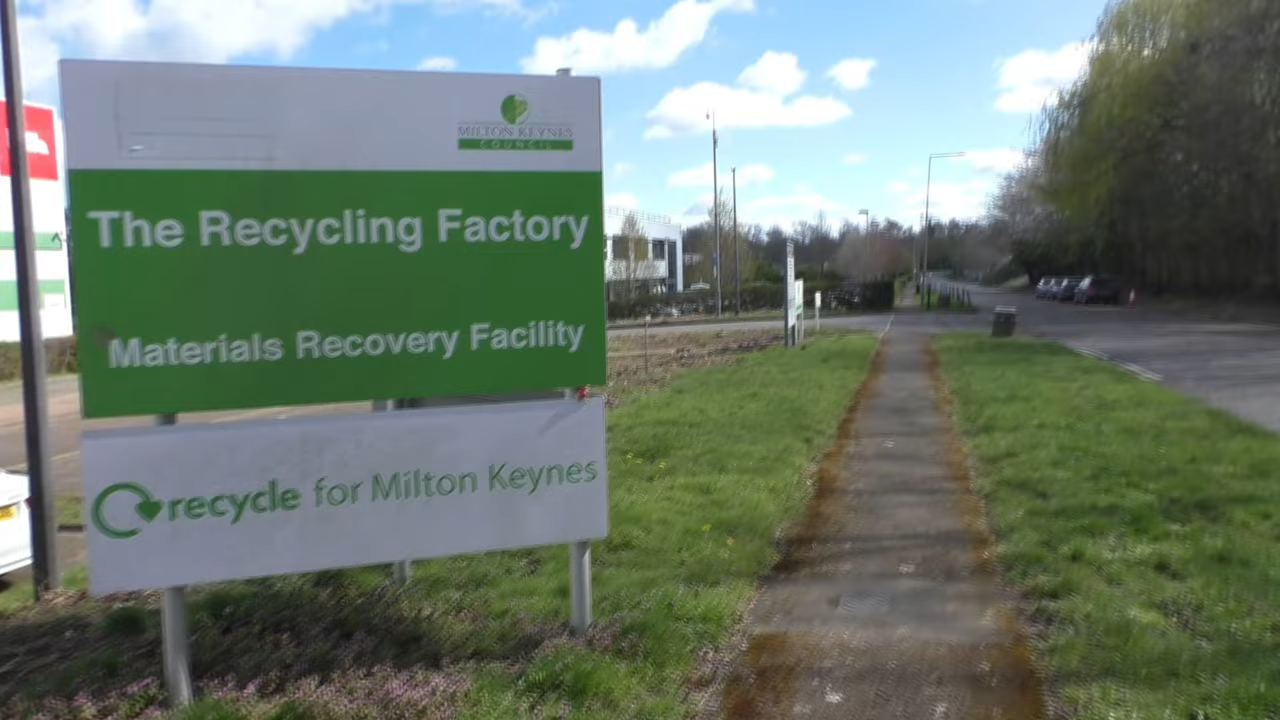 MILTON KEYNES
COUNCIL
The Recycling Factory
Materials Recovery Facility
recycle for Milton Keynes